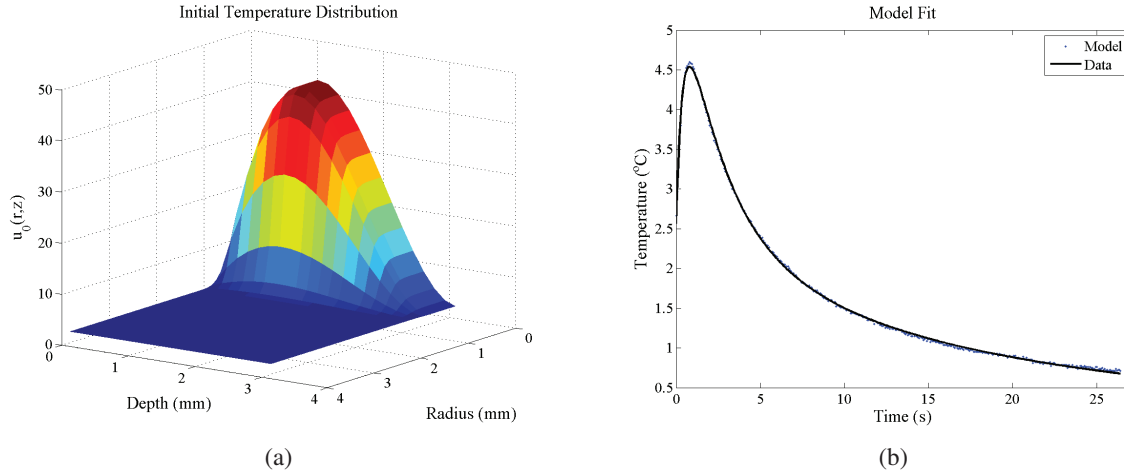 Initial Temperature Distribution
50
40
30
20
10
0
u0(r,z)
0
1
2
3
4
Depth (mm)
4
3
2
1
0
Radius (mm)
(a)
Model Fit
5
4.5
4
3.5
3
2.5
2
1.5
1
0.5
Temperature (°C)
0
5
10
15
20
25
Time (s)
Model
Data
(b)